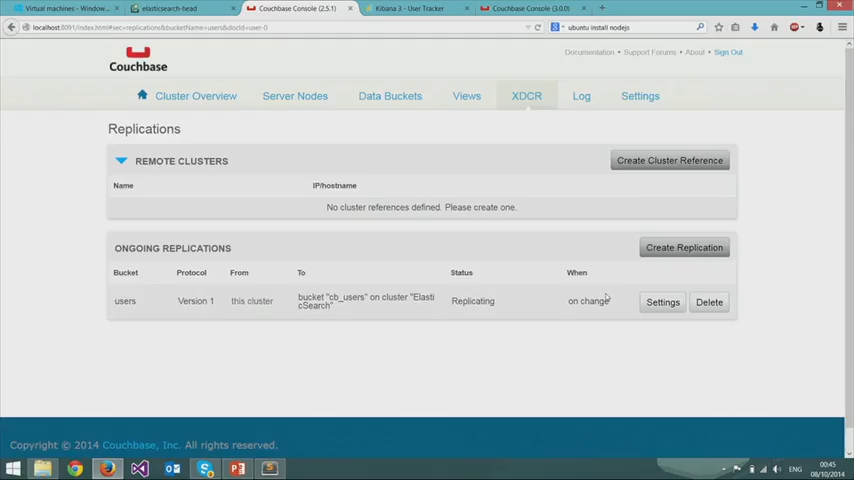 Virtual machines - Window...
elasticsearch-head
Couchbase Console (2.5.1)
Kibana 3 - User Tracker
Couchbase Console (3.0.0)
localhost:8091/index.html#sec=replications&bucketName=users&docId=user-0
ubuntu install nodejs
Couchbase
Documentation • Support Forums • About • Sign Out
Cluster Overview
Server Nodes
Data Buckets
Views
XDCR
Log
Settings
Replications
REMOTE CLUSTERS
Create Cluster Reference
Name
IP/hostname
No cluster references defined. Please create one.
ONGOING REPLICATIONS
Create Replication
Bucket
Protocol
From
To
Status
When
users
Version 1
this cluster
bucket "cb_users" on cluster "Elasti
cSearch"
Replicating
on change
Settings
Delete
Copyright © 2014 Couchbase, Inc. All rights reserved.
ENG
00:45
08/10/2014